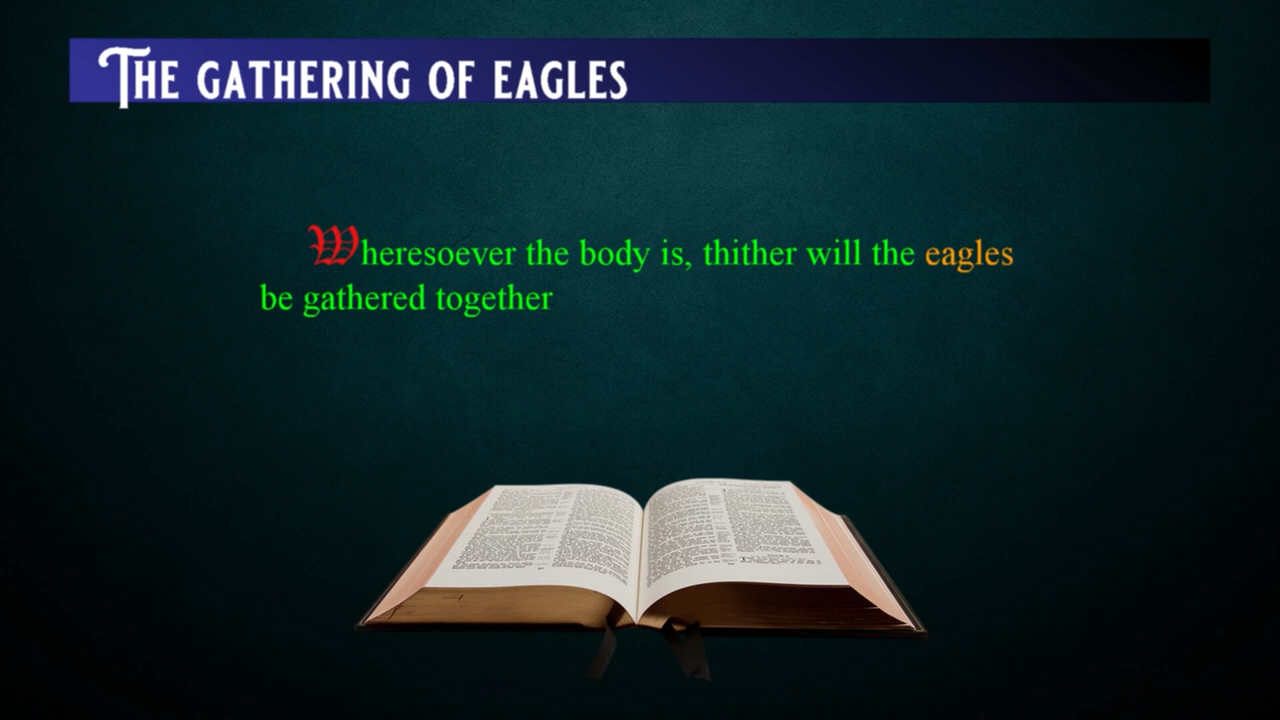 The gathering of eagles
Wheresoever the body is, thither will the eagles
be gathered together